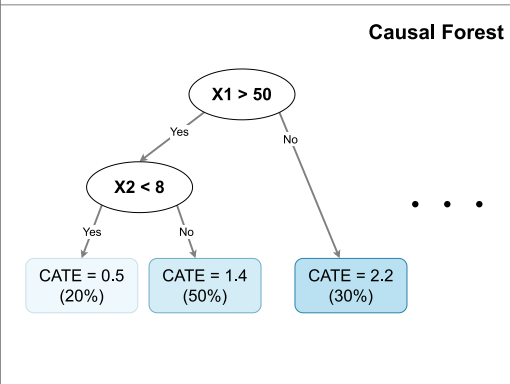 Causal Forest
X1 > 50
Yes
No
X2 < 8
Yes
No
CATE = 0.5
(20%)
CATE = 1.4
(50%)
CATE = 2.2
(30%)